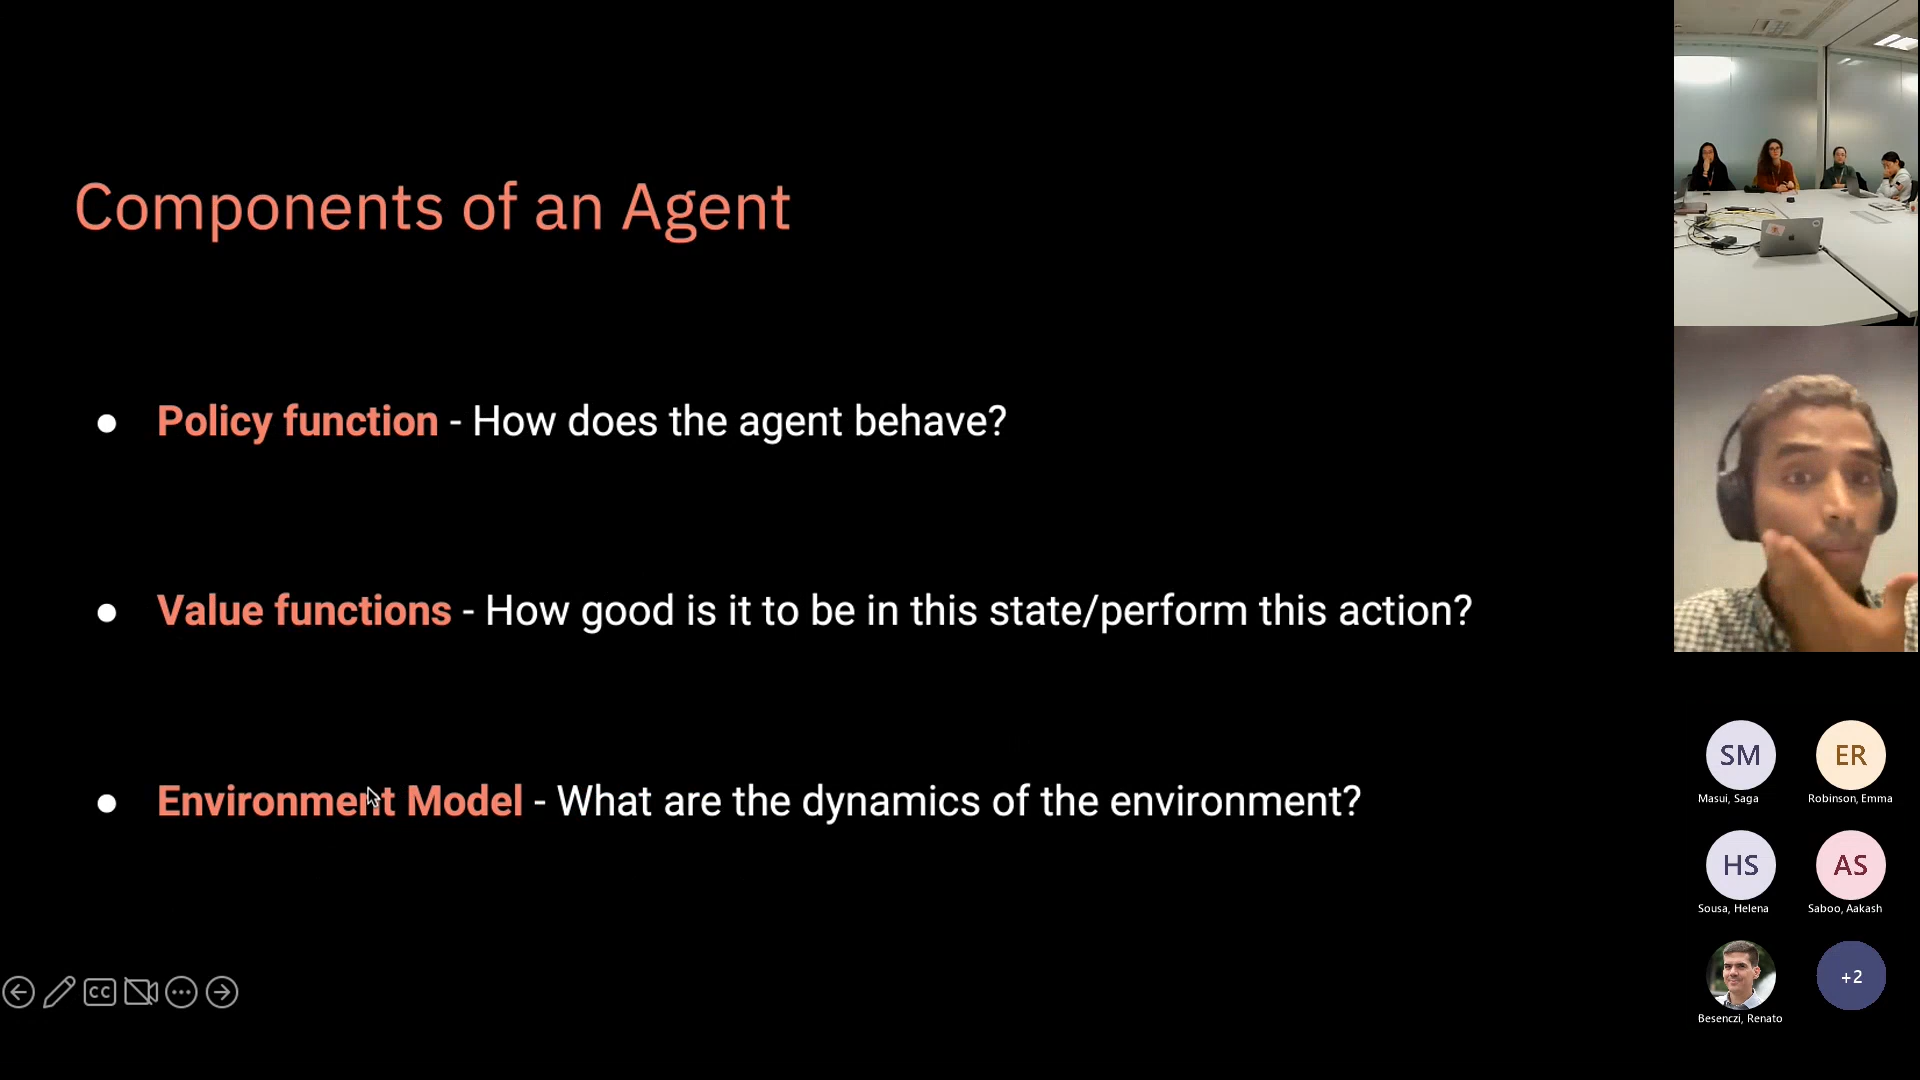 Components of an Agent
● Policy function - How does the agent behave?
● Value functions - How good is it to be in this state/perform this action?
● Environment Model - What are the dynamics of the environment?
CC
SM
ER
Masui, Saga
Robinson, Emma
HS
AS
Sousa, Helena
Saboo, Aakash
+2
Besenczi, Renato